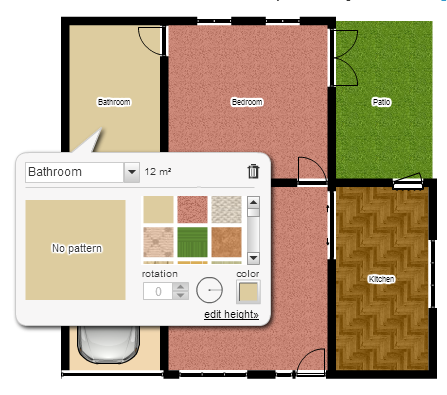 Bathroom
Bedroom
Patio
Bathroom
12 m²
No pattern
rotation
color
0
edit height»
Kitchen